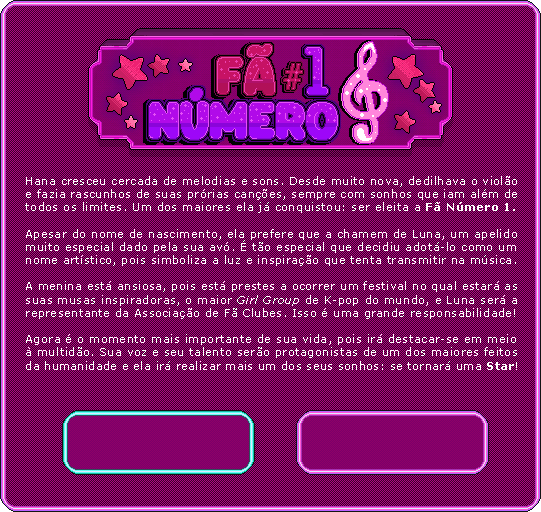 FÃ #1
NÚMERO
Hana cresceu cercada de melodias e sons. Desde muito nova, dedilhava o violão
e fazia rascunhos de suas prórias canções, sempre com sonhos que iam além de
todos os limites. Um dos maiores ela já conquistou: ser eleita a Fã Número 1.
Apesar do nome de nascimento, ela prefere que a chamem de Luna, um apelido
muito especial dado pela sua avó. É tão especial que decidiu adotá-lo como um
nome artístico, pois simboliza a luz e inspiração que tenta transmitir na música.
A menina está ansiosa, pois está prestes a ocorrer um festival no qual estará as
suas musas inspiradoras, o maior Girl Group de K-pop do mundo, e Luna será a
representante da Associação de Fã Clubes. Isso é uma grande responsabilidade!
Agora é o momento mais importante de sua vida, pois irá destacar-se em meio
à multidão. Sua voz e seu talento serão protagonistas de um dos maiores feitos
da humanidade e ela irá realizar mais um dos seus sonhos: se tornará uma Star!